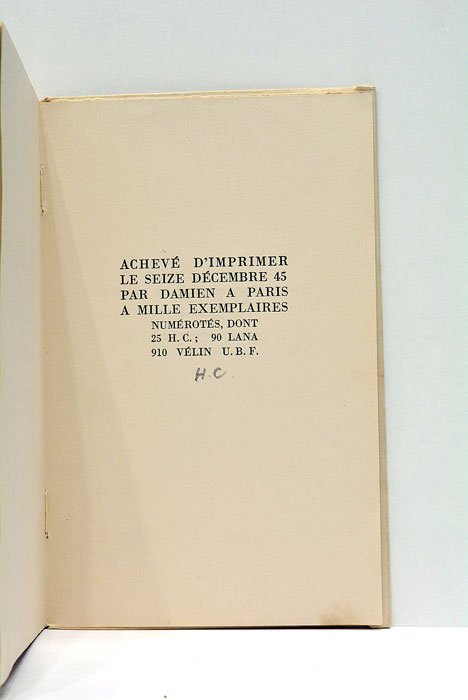 ACHEVÉ D'IMPRIMER
LE SEIZE DÉCEMBRE 45
PAR DAMIEN A PARIS
A MILLE EXEMPLAIRES
NUMÉROTÉS, DONT
25 H. C. ; 90 LANA
910 VÉLIN U. B. F.
H.C